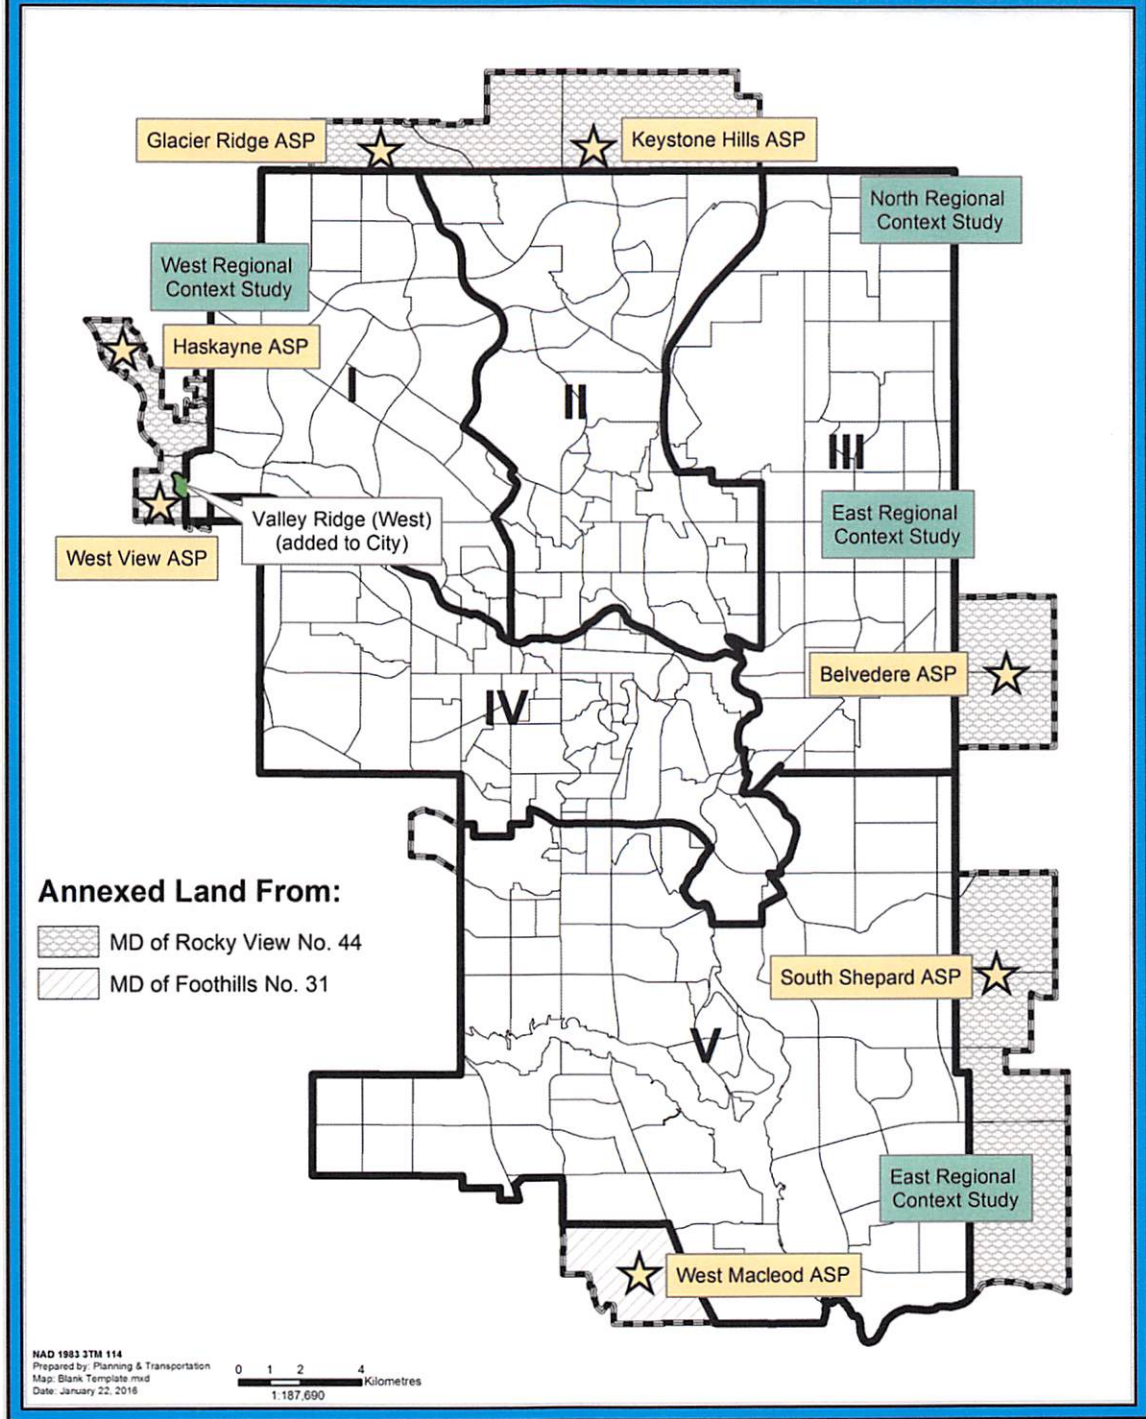 Glacier Ridge ASP
Keystone Hills ASP
North Regional
Context Study
West Regional
Context Study
Haskayne ASP
I
II
III
Valley Ridge (West)
(added to City)
East Regional
Context Study
West View ASP
Belvedere ASP
IV
Annexed Land From:
MD of Rocky View No. 44
MD of Foothills No. 31
South Shepard ASP
V
East Regional
Context Study
West Macleod ASP
NAD 1983 3TM 114
Prepared by: Planning & Transportation
Map: Blank Template.mxd
Date: January 22, 2016
0 1 2 4
Kilometres
1:187,690